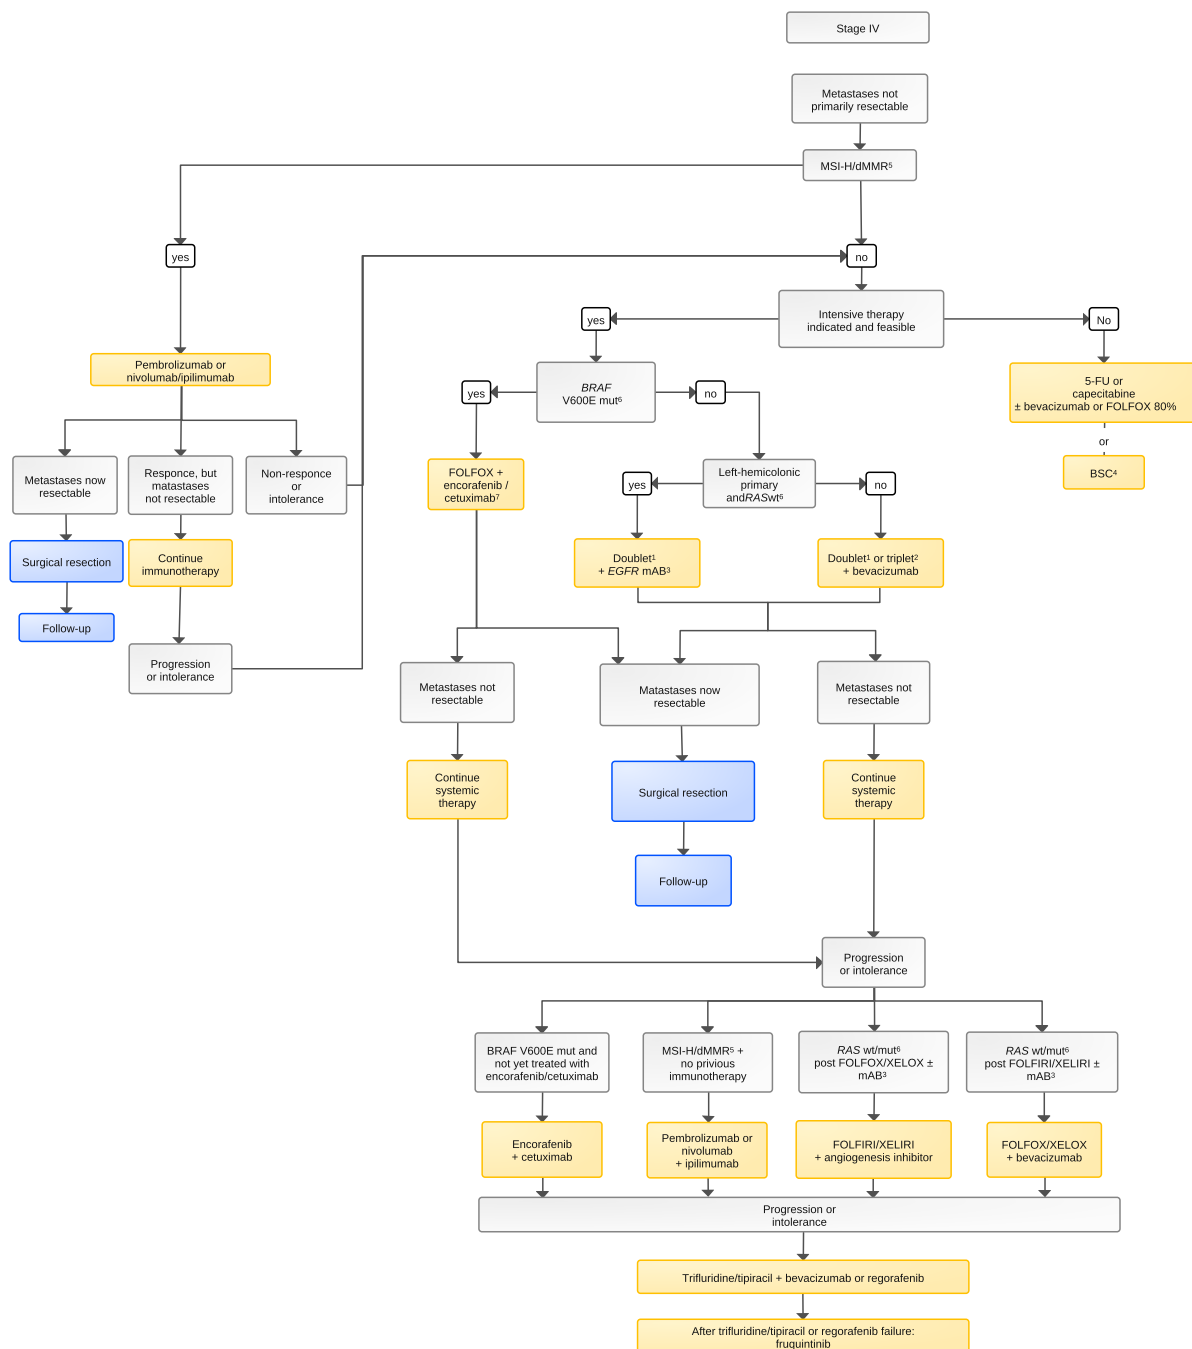 Stage IV
Metastases not
primarily resectable
MSI-H/dMMR⁵
yes
no
Intensive therapy
indicated and feasible
yes
No
Pembrolizumab or
nivolumab/ipilimumab
5-FU or
capecitabine
± bevacizumab or FOLFOX 80%
or
BSC⁴
BRAF
V600E mut⁶
yes
no
Metastases now
resectable
Responce, but
matastases
not resectable
Non-responce
or
intolerance
FOLFOX +
encorafenib /
cetuximab⁷
Left-hemicolonic
primary
andRASwt⁶
yes
no
Surgical resection
Continue
immunotherapy
Doublet¹
+ EGFR mAB³
Doublet¹ or triplet²
+ bevacizumab
Follow-up
Progression
or intolerance
Metastases not
resectable
Matastases now
resectable
Metastases not
resectable
Continue
systemic
therapy
Surgical resection
Continue
systemic
therapy
Follow-up
Progression
or intolerance
BRAF V600E mut and
not yet treated with
encorafenib/cetuximab
MSI-H/dMMR⁵ +
no privious
immunotherapy
RAS wt/mut⁶
post FOLFOX/XELOX ±
mAB³
RAS wt/mut⁶
post FOLFIRI/XELIRI ±
mAB³
Encorafenib
+ cetuximab
Pembrolizumab or
nivolumab
+ ipilimumab
FOLFIRI/XELIRI
+ angiogenesis inhibitor
FOLFOX/XELOX
+ bevacizumab
Progression or
intolerance
Trifluridine/tipiracil + bevacizumab or regorafenib
After trifluridine/tipiracil or regorafenib failure:
fruquintinib